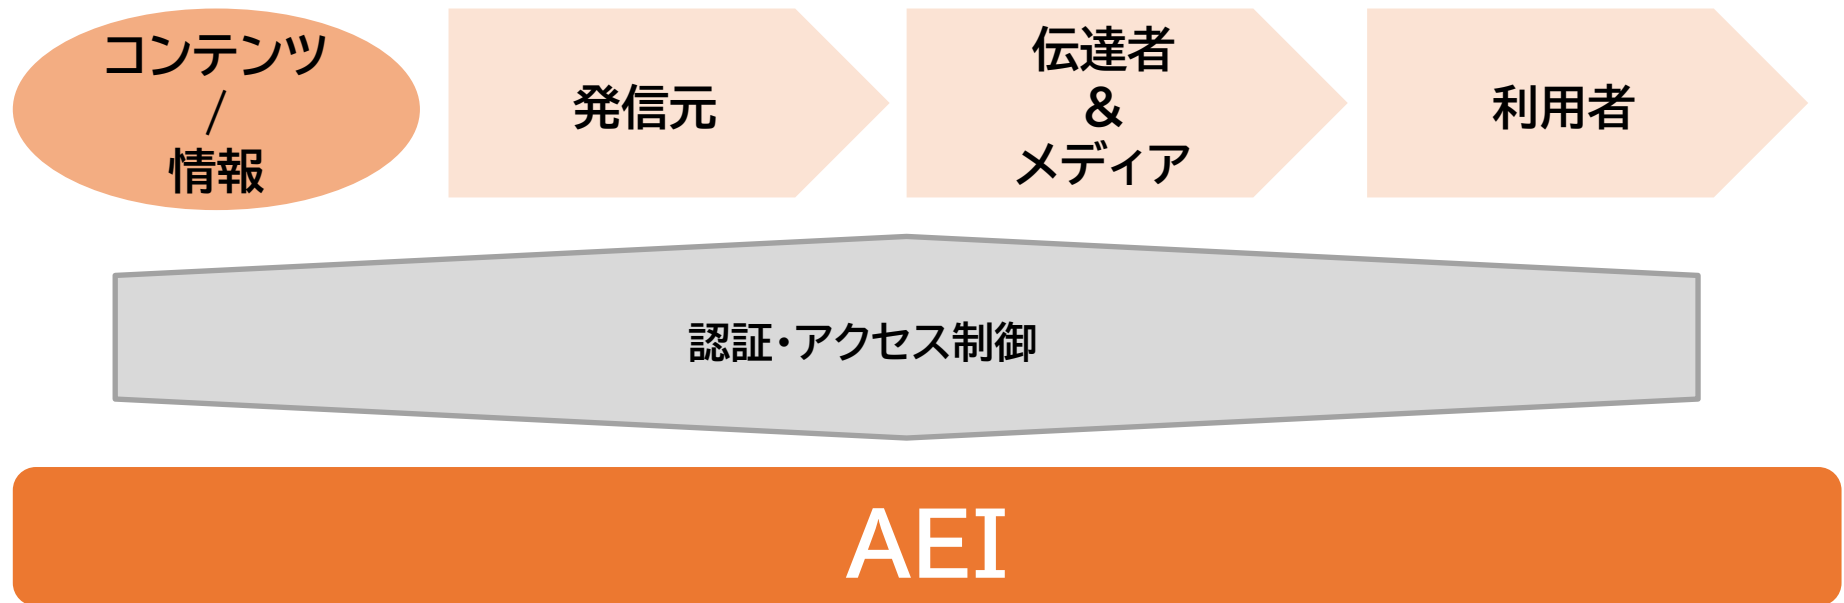 コンテンツ
/
情報
発信元
伝達者
&
メディア
利用者
認証・アクセス制御
AEI